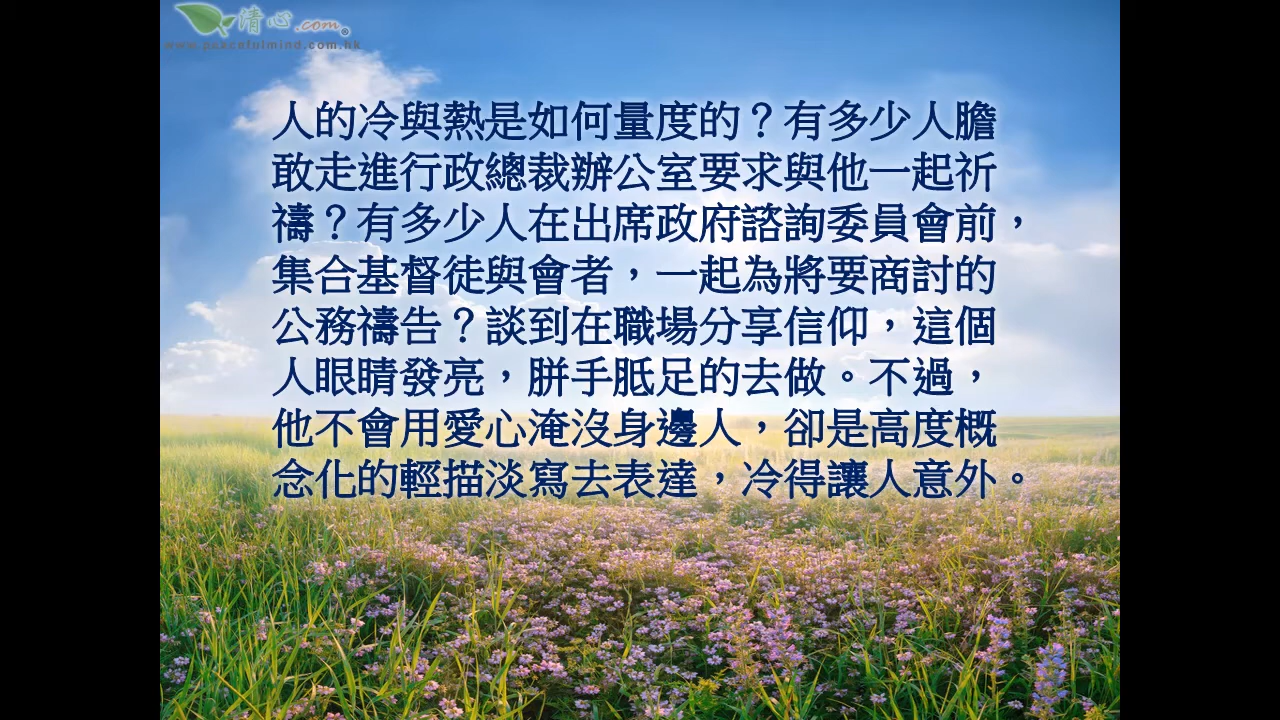 清心.com
www.peacefulmind.com.hk
人的冷與熱是如何量度的？有多少人膽
敢走進行政總裁辦公室要求與他一起祈
禱？有多少人在出席政府諮詢委員會前，
集合基督徒與會者，一起為將要商討的
公務禱告？談到在職場分享信仰，這個
人眼睛發亮，胼手胝足的去做。不過，
他不會用愛心淹沒身邊人，卻是高度概
念化的輕描淡寫去表達，冷得讓人意外。